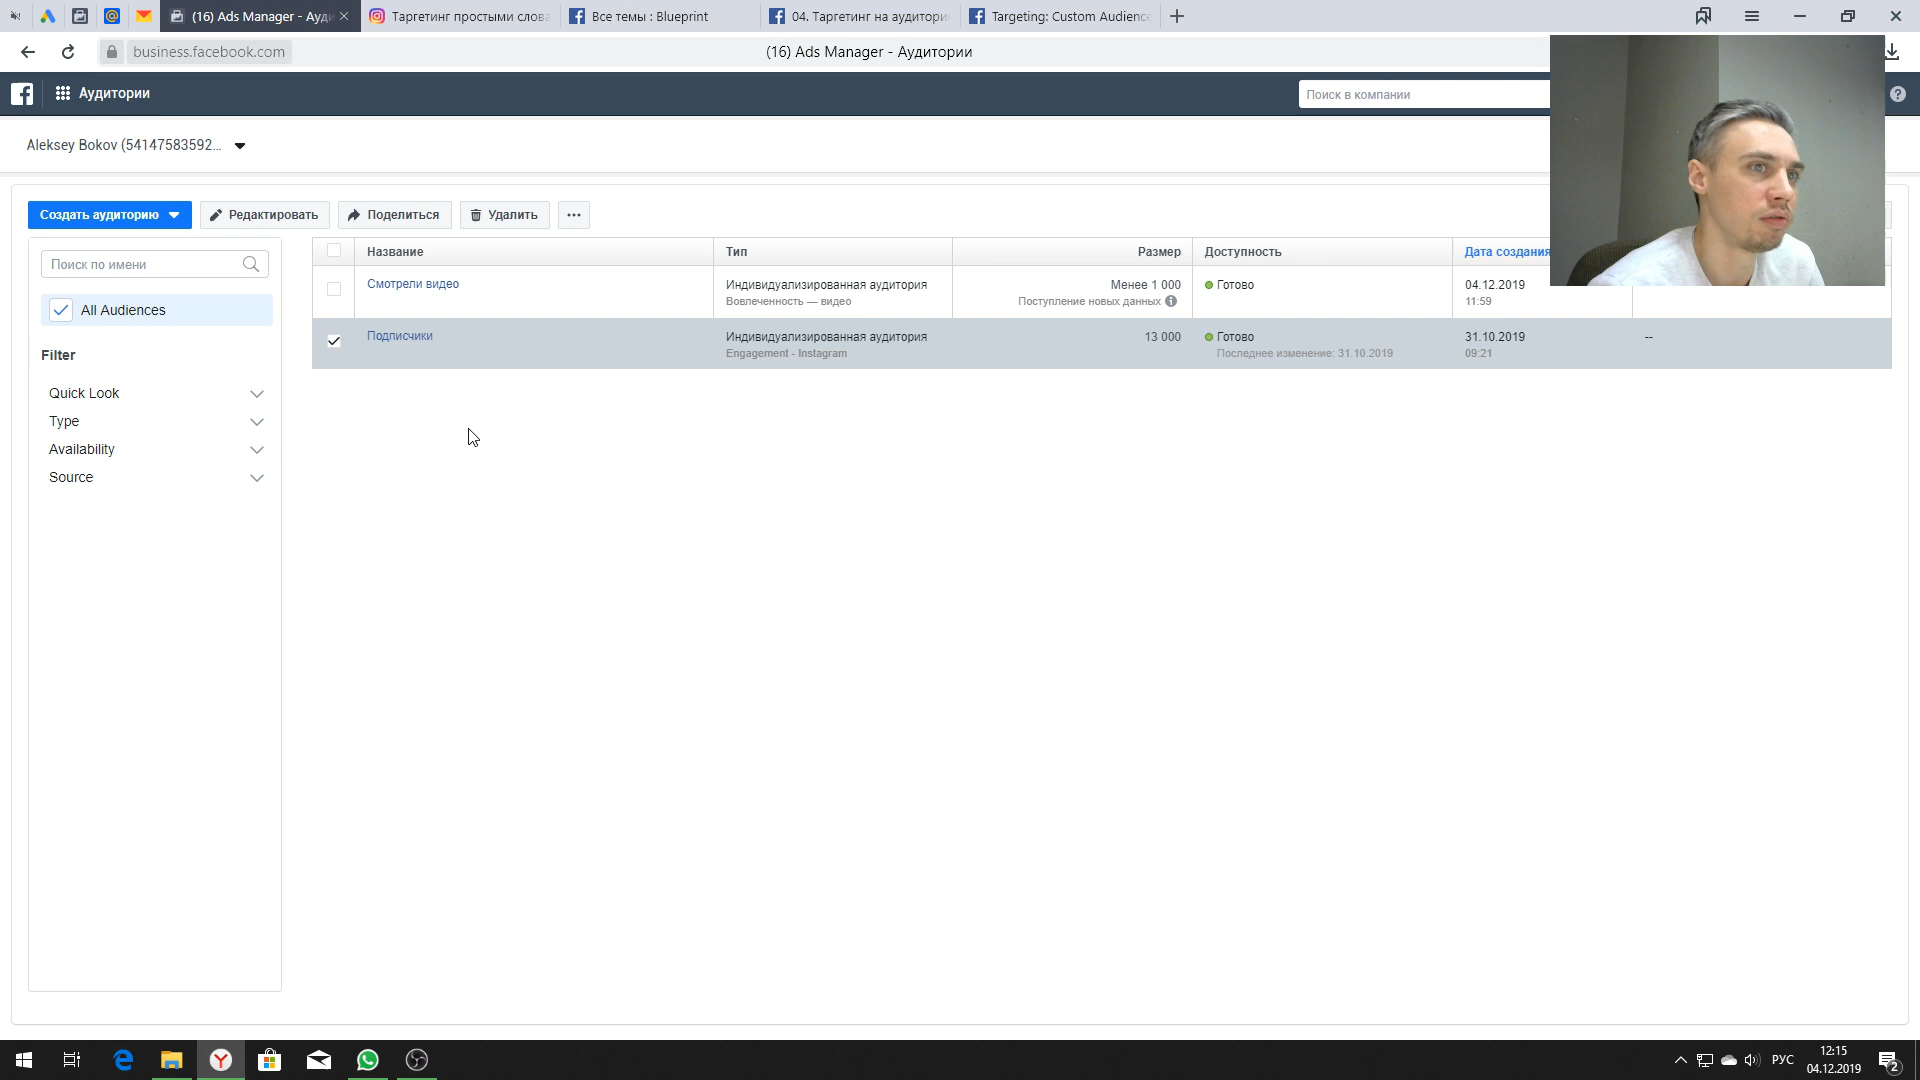 (16) Ads Manager - Ауди
Таргетинг простыми слова
Все темы : Blueprint
04. Таргетинг на аудитори
Targeting: Custom Audience
business.facebook.com
(16) Ads Manager - Аудитории
Аудитории
Поиск в компании
Aleksey Bokov (54147583592...
Создать аудиторию
Редактировать
Поделиться
Удалить
Поиск по имени
All Audiences
Filter
Quick Look
Type
Availability
Source
Название
Тип
Размер
Доступность
Дата создания
Смотрели видео
Индивидуализированная аудитория
Вовлеченность — видео
Менее 1 000
Поступление новых данных
Готово
04.12.2019
11:59
Подписчики
Индивидуализированная аудитория
Engagement - Instagram
13 000
Готово
Последнее изменение: 31.10.2019
31.10.2019
09:21
--
РУС
12:15
04.12.2019
2